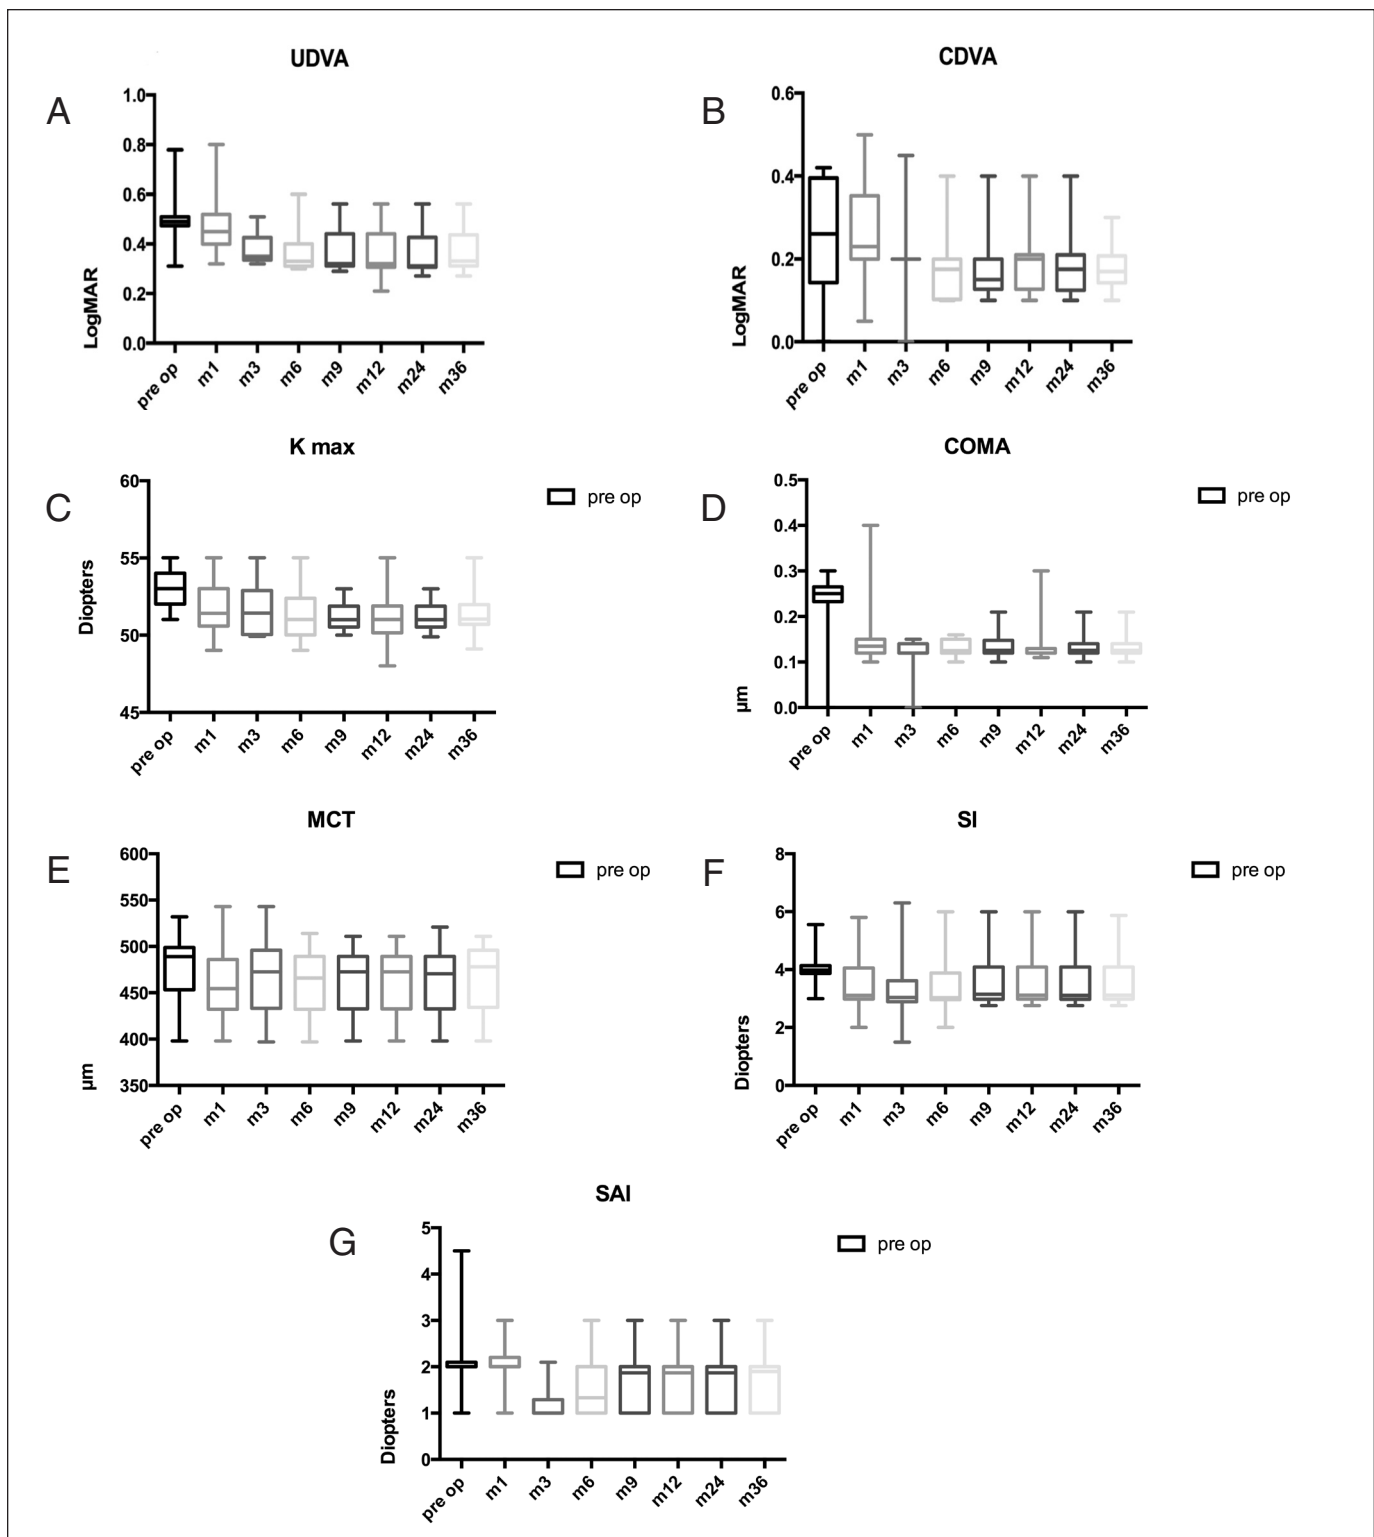 UDVA
A
1.0
0.8
0.6
0.4
0.2
0.0
LogMAR
pre op m1 m3 m6 m9 m12 m24 m36
CDVA
B
0.6
0.4
0.2
0.0
LogMAR
pre op m1 m3 m6 m9 m12 m24 m36
K max
C
60
55
50
45
Diopters
pre op
pre op m1 m3 m6 m9 m12 m24 m36
COMA
D
0.5
0.4
0.3
0.2
0.1
0.0
µm
pre op
pre op m1 m3 m6 m9 m12 m24 m36
MCT
E
600
550
500
450
400
350
µm
pre op
pre op m1 m3 m6 m9 m12 m24 m36
SI
F
8
6
4
2
0
Diopters
pre op
pre op m1 m3 m6 m9 m12 m24 m36
SAI
G
5
4
3
2
1
0
Diopters
pre op
pre op m1 m3 m6 m9 m12 m24 m36